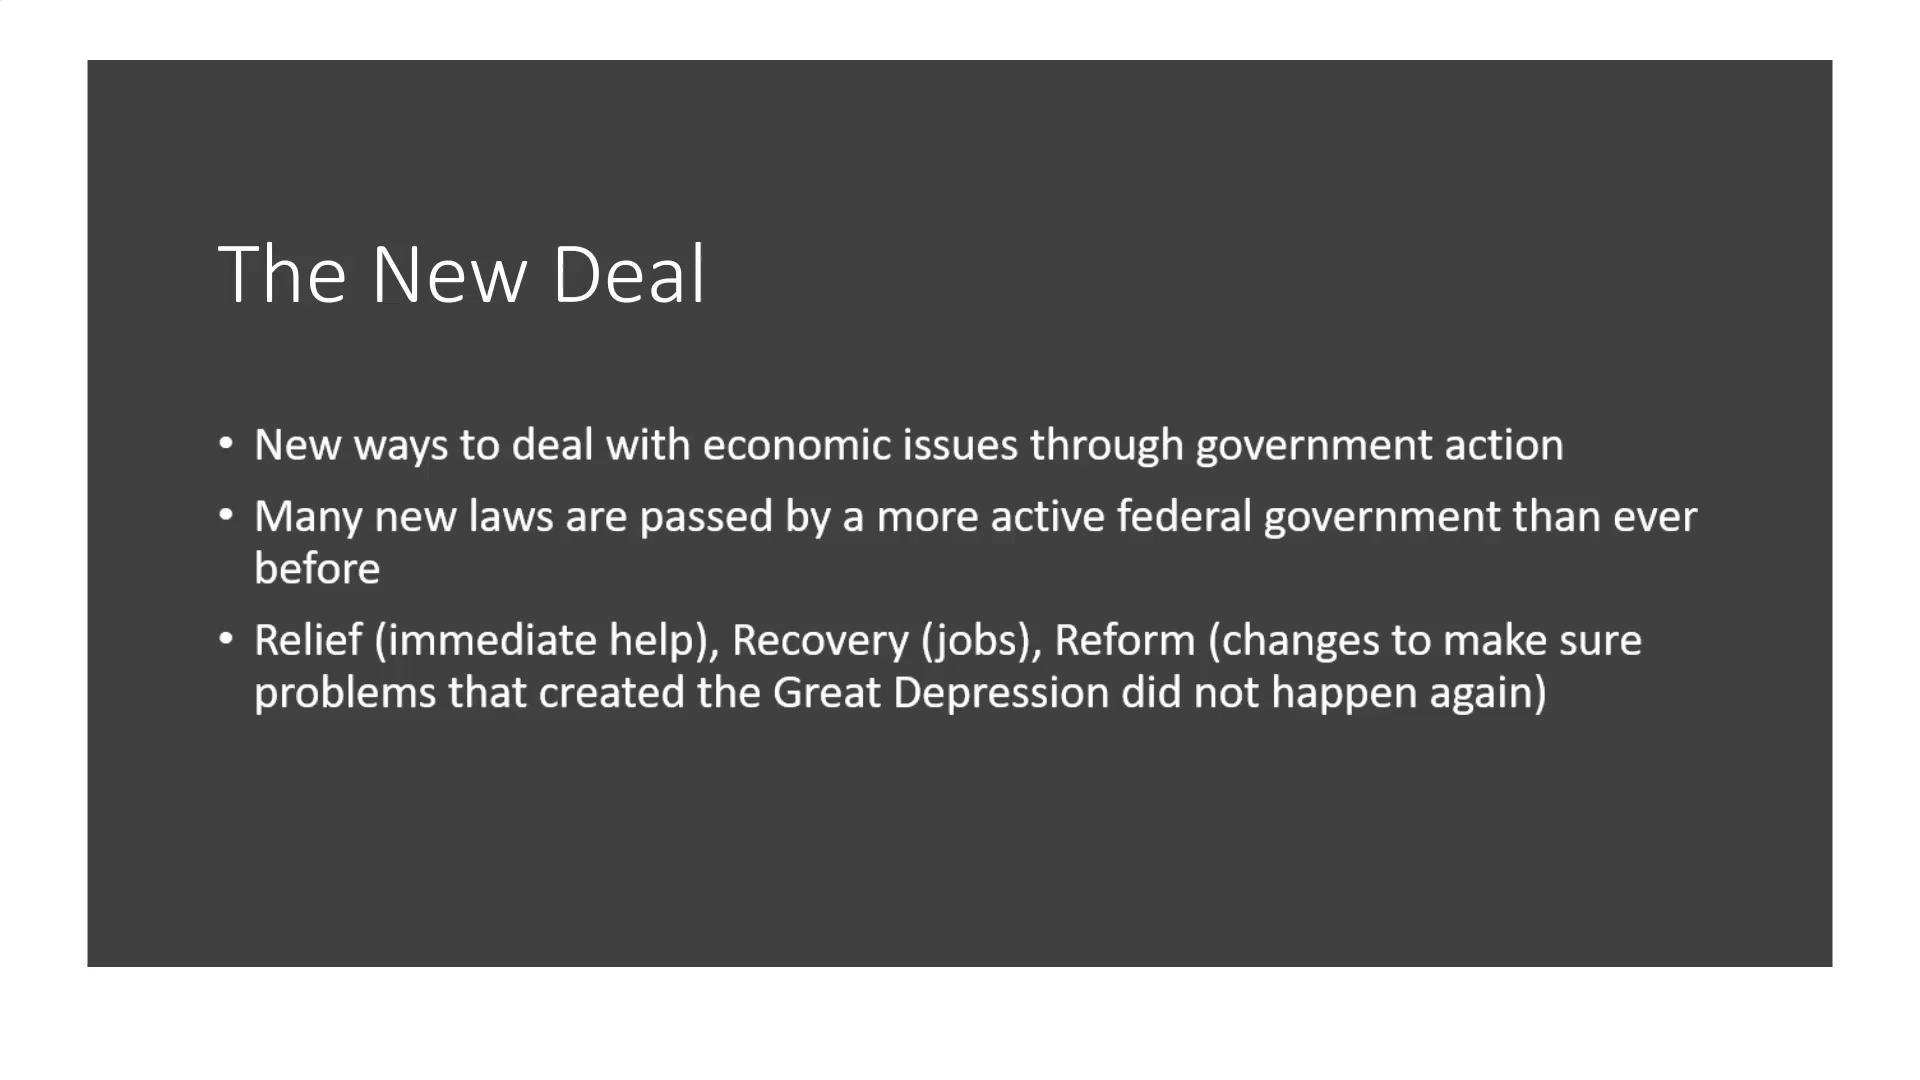 The New Deal
• New ways to deal with economic issues through government action
• Many new laws are passed by a more active federal government than ever
before
• Relief (immediate help), Recovery (jobs), Reform (changes to make sure
problems that created the Great Depression did not happen again)